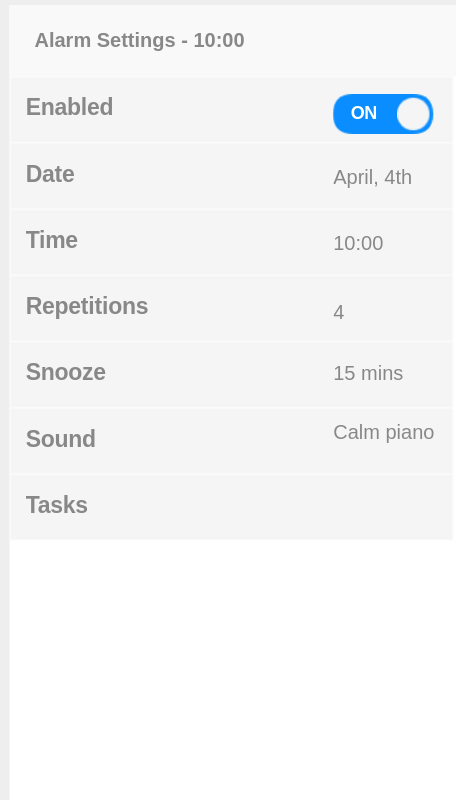 Alarm Settings - 10:00
Enabled ON
Date April, 4th
Time 10:00
Repetitions 4
Snooze 15 mins
Sound Calm piano
Tasks